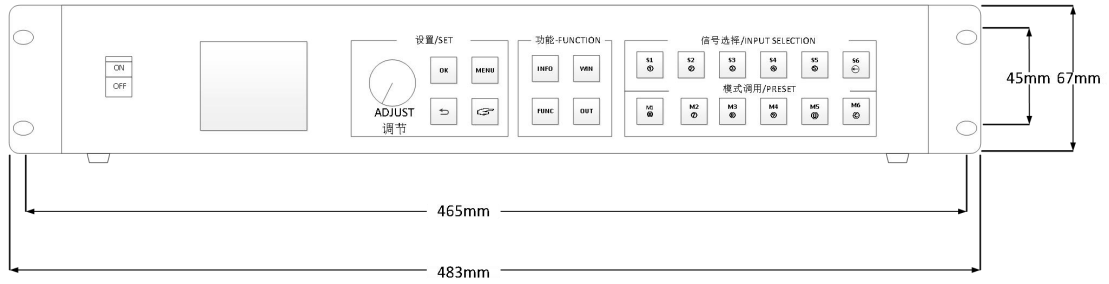 设置/SET
功能-FUNCTION
信号选择/INPUT SELECTION
ON
OFF
OK
MENU
INFO
WIN
S1
S2
S3
S4
S5
S6
模式调用/PRESET
ADJUST
调节
FUNC
OUT
M1
M2
M3
M4
M5
M6
45mm
67mm
465mm
483mm